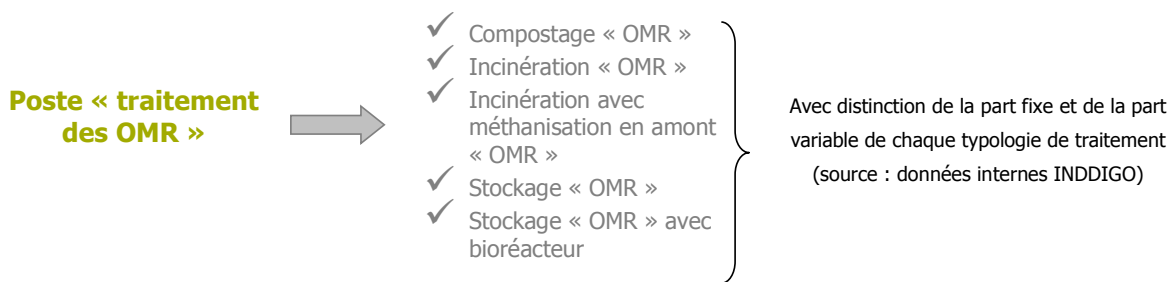 Poste « traitement
des OMR »
✓ Compostage « OMR »
✓ Incinération « OMR »
✓ Incinération avec
méthanisation en amont
« OMR »
✓ Stockage « OMR »
✓ Stockage « OMR » avec
bioréacteur
Avec distinction de la part fixe et de la part
variable de chaque typologie de traitement
(source : données internes INDDIGO)